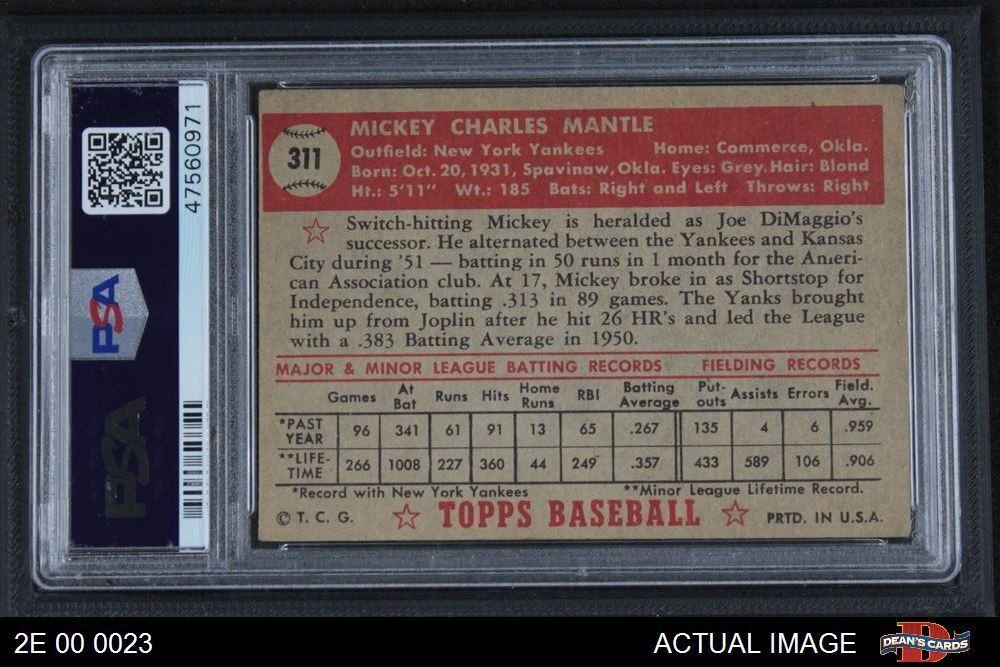 47560971
PSA
PSA
311
MICKEY CHARLES MANTLE
Outfield: New York Yankees Home: Commerce, Okla.
Born: Oct. 20, 1931, Spavinaw, Okla. Eyes: Grey. Hair: Blond
Ht.: 5'11" Wt.: 185 Bats: Right and Left Throws: Right
Switch-hitting Mickey is heralded as Joe DiMaggio's
successor. He alternated between the Yankees and Kansas
City during '51 — batting in 50 runs in 1 month for the Ameri-
can Association club. At 17, Mickey broke in as Shortstop for
Independence, batting .313 in 89 games. The Yanks brought
him up from Joplin after he hit 26 HR's and led the League
with a .383 Batting Average in 1950.
MAJOR & MINOR LEAGUE BATTING RECORDS FIELDING RECORDS
Games At Bat Runs Hits Home Runs RBI Batting Average Put-outs Assists Errors Field. Avg.
*PAST YEAR 96 341 61 91 13 65 .267 135 4 6 .959
**LIFE-TIME 266 1008 227 360 44 249 .357 433 589 106 .906
*Record with New York Yankees **Minor League Lifetime Record.
© T. C. G. TOPPS BASEBALL PRTD. IN U.S.A.
2E 00 0023 ACTUAL IMAGE DEAN'S CARDS